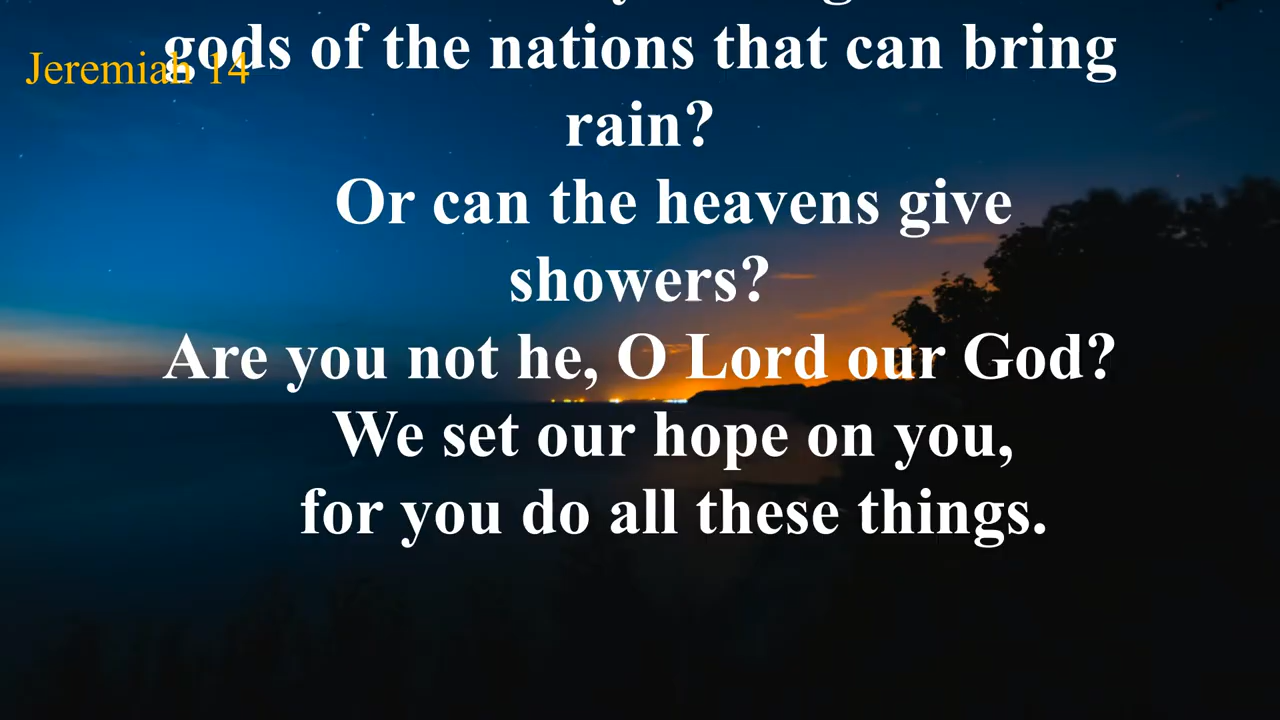 Jeremiah 14
gods of the nations that can bring
rain?
Or can the heavens give
showers?
Are you not he, O Lord our God?
We set our hope on you,
for you do all these things.